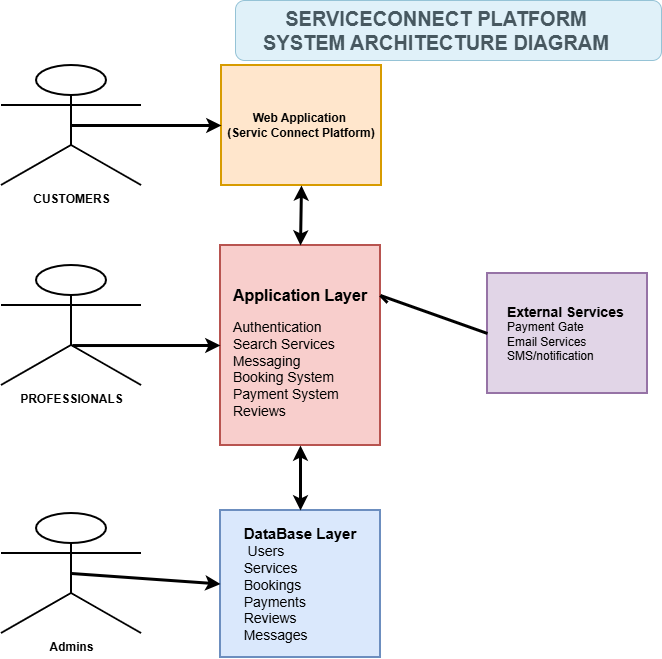 SERVICECONNECT PLATFORM
SYSTEM ARCHITECTURE DIAGRAM
Web Application
(Servic Connect Platform)
CUSTOMERS
Application Layer
Authentication
Search Services
Messaging
Booking System
Payment System
Reviews
External Services
Payment Gate
Email Services
SMS/notification
PROFESSIONALS
DataBase Layer
Users
Services
Bookings
Payments
Reviews
Messages
Admins